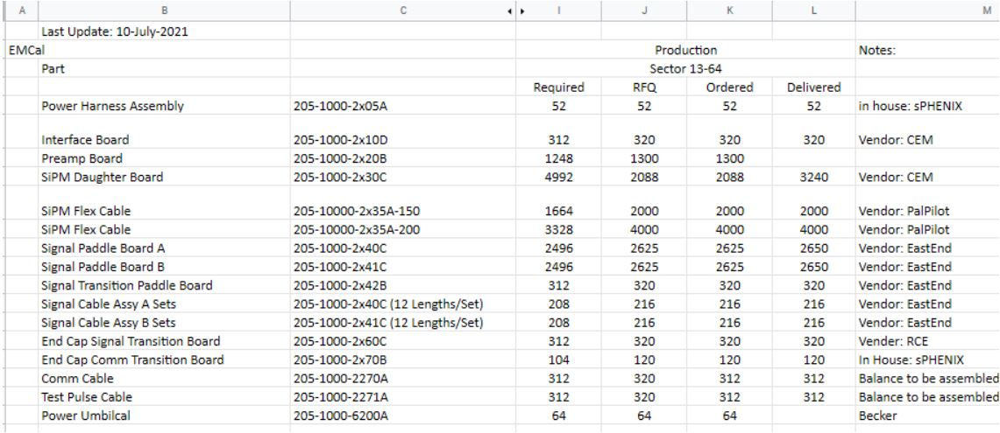 A B C I J K L M
Last Update: 10-July-2021
EMCal Production Notes:
Part Sector 13-64
Required RFQ Ordered Delivered
Power Harness Assembly 205-1000-2x05A 52 52 52 52 in house: sPHENIX
Interface Board 205-1000-2x10D 312 320 320 320 Vendor: CEM
Preamp Board 205-1000-2x20B 1248 1300 1300
SiPM Daughter Board 205-1000-2x30C 4992 2088 2088 3240 Vendor: CEM
SiPM Flex Cable 205-10000-2x35A-150 1664 2000 2000 2000 Vendor: PalPilot
SiPM Flex Cable 205-10000-2x35A-200 3328 4000 4000 4000 Vendor: PalPilot
Signal Paddle Board A 205-1000-2x40C 2496 2625 2625 2650 Vendor: EastEnd
Signal Paddle Board B 205-1000-2x41C 2496 2625 2625 2650 Vendor: EastEnd
Signal Transition Paddle Board 205-1000-2x42B 312 320 320 320 Vendor: EastEnd
Signal Cable Assy A Sets 205-1000-2x40C (12 Lengths/Set) 208 216 216 216 Vendor: EastEnd
Signal Cable Assy B Sets 205-1000-2x41C (12 Lengths/Set) 208 216 216 216 Vendor: EastEnd
End Cap Signal Transition Board 205-1000-2x60C 312 320 320 320 Vender: RCE
End Cap Comm Transition Board 205-1000-2x70B 104 120 120 120 In House: sPHENIX
Comm Cable 205-1000-2270A 312 320 312 312 Balance to be assembled
Test Pulse Cable 205-1000-2271A 312 320 312 312 Balance to be assembled
Power Umbilcal 205-1000-6200A 64 64 64 Becker